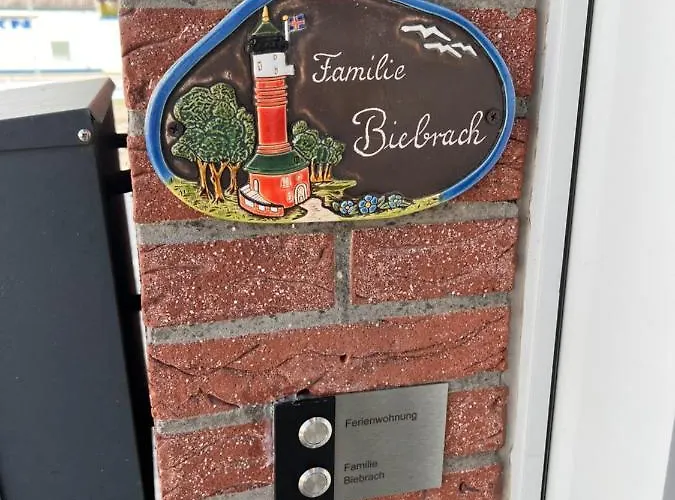 Familie
Biebrach
Ferienwohnung
Familie
Biebrach